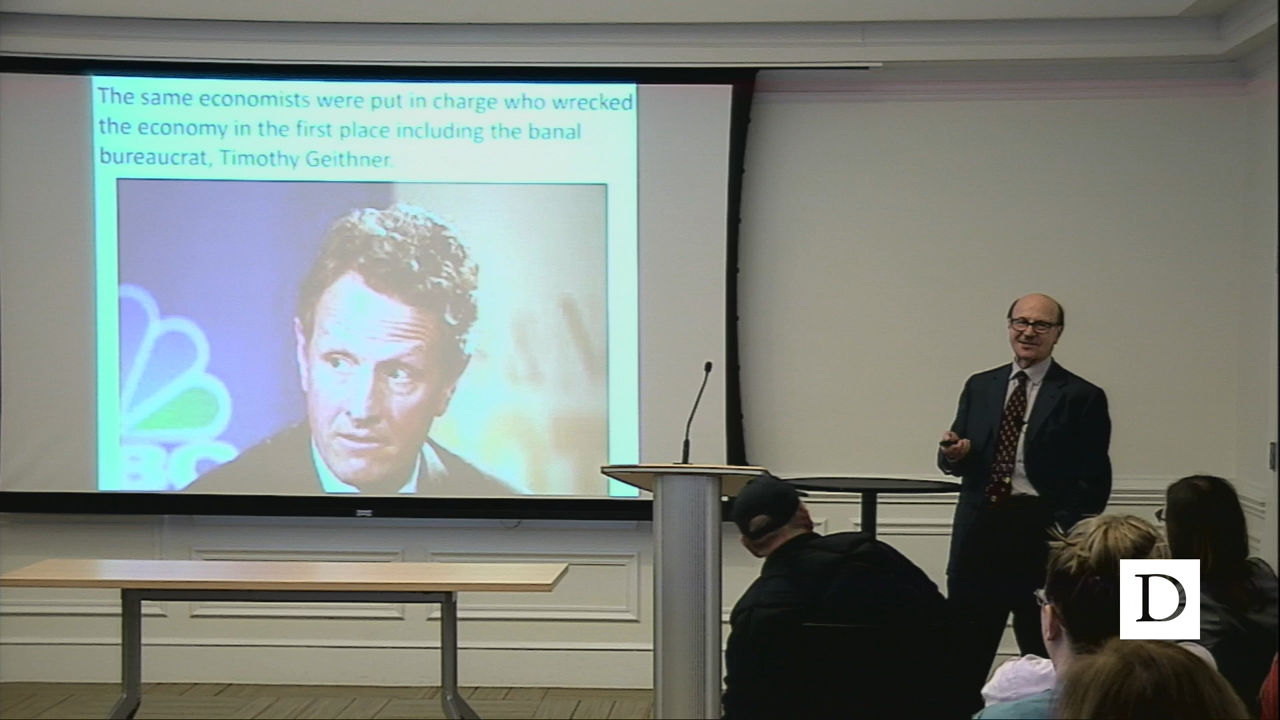 The same economists were put in charge who wrecked
the economy in the first place including the banal
bureaucrat, Timothy Geithner.
BC
D